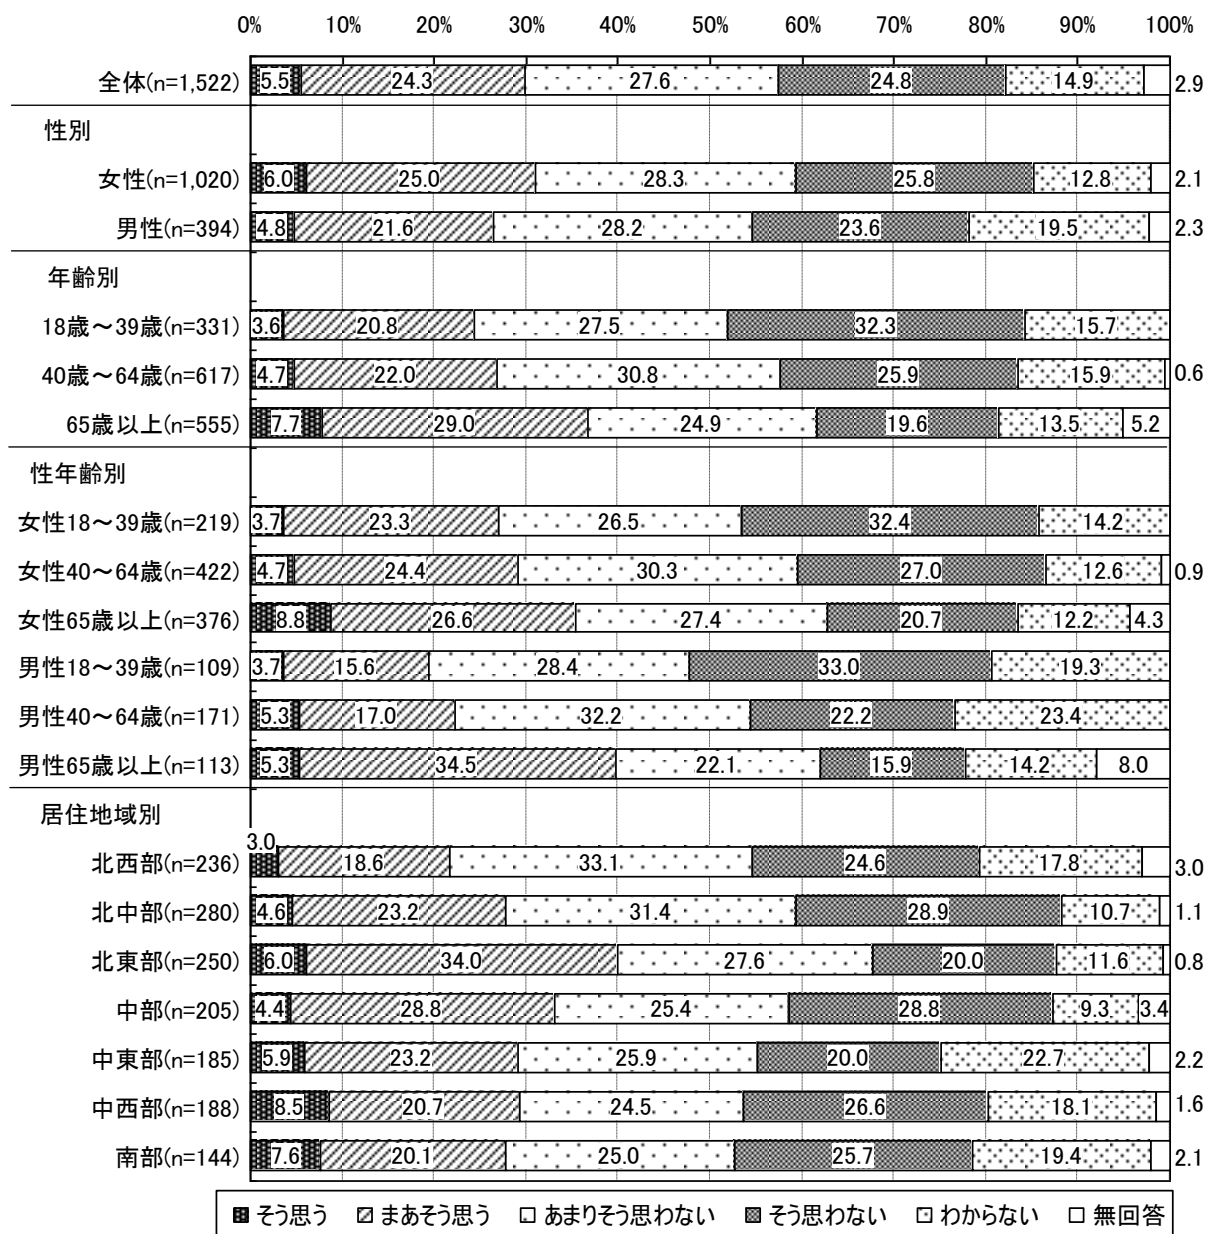 0% 10% 20% 30% 40% 50% 60% 70% 80% 90% 100%
全体(n=1,522) 5.5 24.3 27.6 24.8 14.9 2.9
性別
女性(n=1,020) 6.0 25.0 28.3 25.8 12.8 2.1
男性(n=394) 4.8 21.6 28.2 23.6 19.5 2.3
年齢別
18歳～39歳(n=331) 3.6 20.8 27.5 32.3 15.7
40歳～64歳(n=617) 4.7 22.0 30.8 25.9 15.9 0.6
65歳以上(n=555) 7.7 29.0 24.9 19.6 13.5 5.2
性年齢別
女性18～39歳(n=219) 3.7 23.3 26.5 32.4 14.2
女性40～64歳(n=422) 4.7 24.4 30.3 27.0 12.6 0.9
女性65歳以上(n=376) 8.8 26.6 27.4 20.7 12.2 4.3
男性18～39歳(n=109) 3.7 15.6 28.4 33.0 19.3
男性40～64歳(n=171) 5.3 17.0 32.2 22.2 23.4
男性65歳以上(n=113) 5.3 34.5 22.1 15.9 14.2 8.0
居住地域別
北西部(n=236) 3.0 18.6 33.1 24.6 17.8 3.0
北中部(n=280) 4.6 23.2 31.4 28.9 10.7 1.1
北東部(n=250) 6.0 34.0 27.6 20.0 11.6 0.8
中部(n=205) 4.4 28.8 25.4 28.8 9.3 3.4
中東部(n=185) 5.9 23.2 25.9 20.0 22.7 2.2
中西部(n=188) 8.5 20.7 24.5 26.6 18.1 1.6
南部(n=144) 7.6 20.1 25.0 25.7 19.4 2.1
そう思う まあそう思う あまりそう思わない そう思わない わからない 無回答